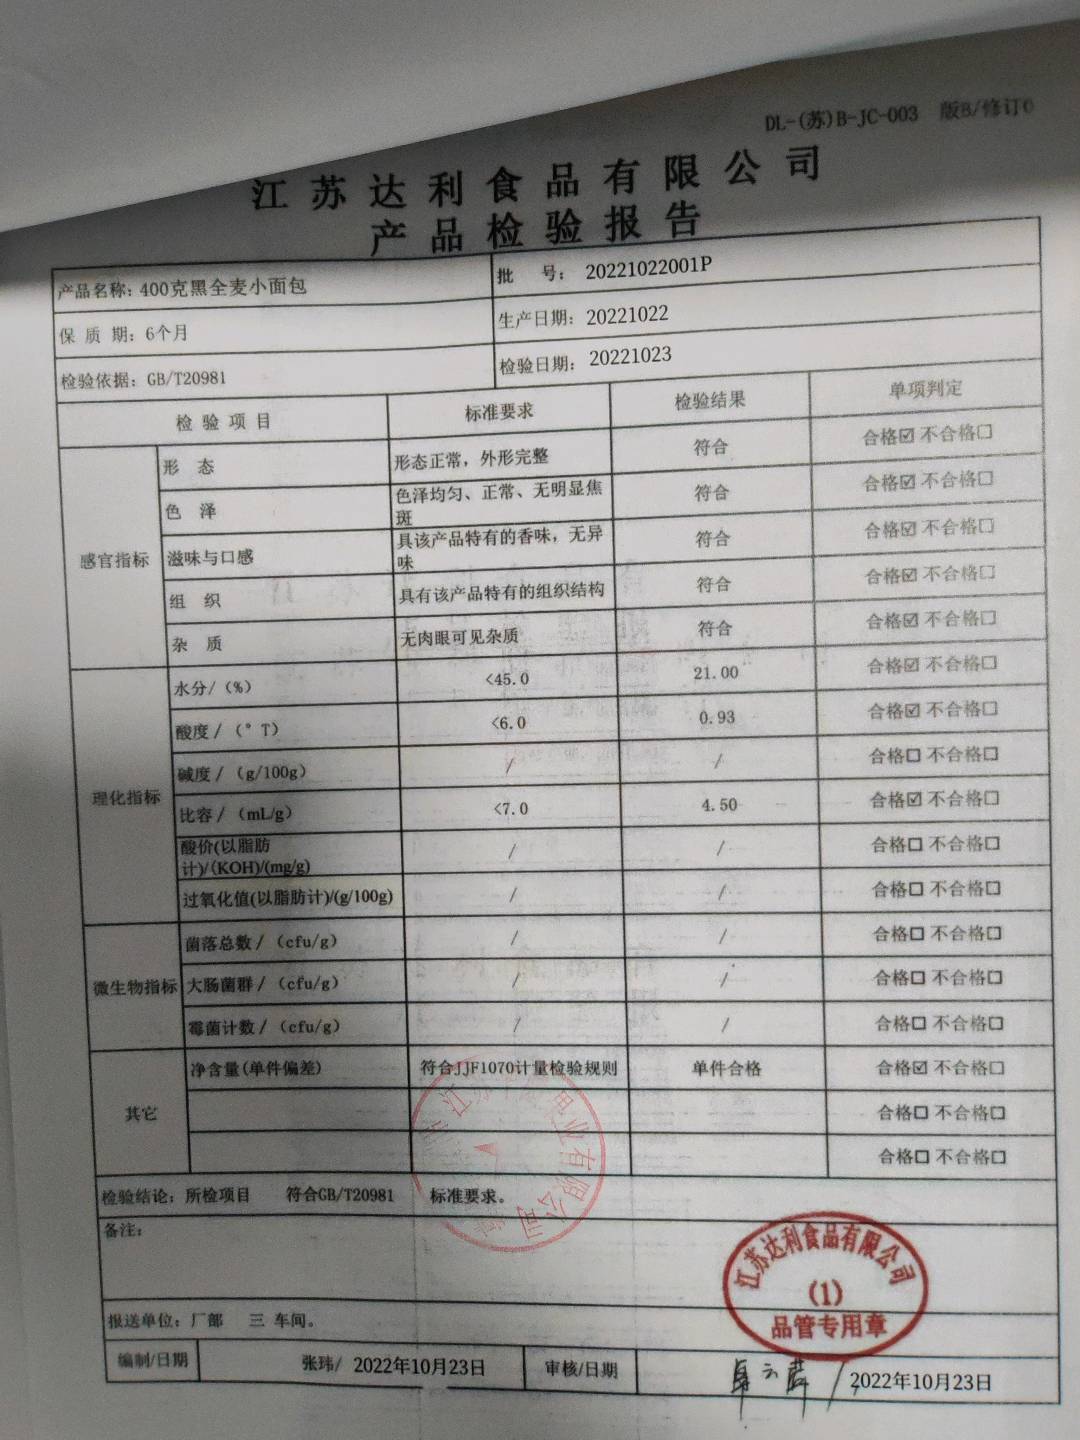 DL-(苏)B-JC-003 版B/修订0
江苏达利食品有限公司
产品检验报告
产品名称：400克黑全麦小面包 批 号： 20221022001P
保 质 期：6个月 生产日期：20221022
检验依据：GB/T20981 检验日期：20221023
检 验 项 目 标准要求 检验结果 单项判定
感官指标
形 态 形态正常，外形完整 符合 合格☑ 不合格☐
色 泽 色泽均匀、正常、无明显焦
斑 符合 合格☑ 不合格☐
滋味与口感 具该产品特有的香味，无异
味 符合 合格☑ 不合格☐
组 织 具有该产品特有的组织结构 符合 合格☑ 不合格☐
杂 质 无肉眼可见杂质 符合 合格☑ 不合格☐
理化指标
水分/（%） <45.0 21.00 合格☑ 不合格☐
酸度/（°T） <6.0 0.93 合格☑ 不合格☐
碱度/（g/100g） / / 合格☐ 不合格☐
比容/（mL/g） <7.0 4.50 合格☑ 不合格☐
酸价(以脂肪
计)/(KOH)/(mg/g) / / 合格☐ 不合格☐
过氧化值(以脂肪计)/(g/100g) / / 合格☐ 不合格☐
微生物指标
菌落总数/（cfu/g） / / 合格☐ 不合格☐
大肠菌群/（cfu/g） / / 合格☐ 不合格☐
霉菌计数/（cfu/g） / / 合格☐ 不合格☐
其它
净含量(单件偏差) 符合JJF1070计量检验规则 单件合格 合格☑ 不合格☐
合格☐ 不合格☐
合格☐ 不合格☐
检验结论：所检项目 符合GB/T20981 标准要求。
备注：
江苏达利食品有限公司
(1)
品管专用章
报送单位：厂部 三 车间。
编制/日期 张玮/ 2022年10月23日 审核/日期 / 2022年10月23日